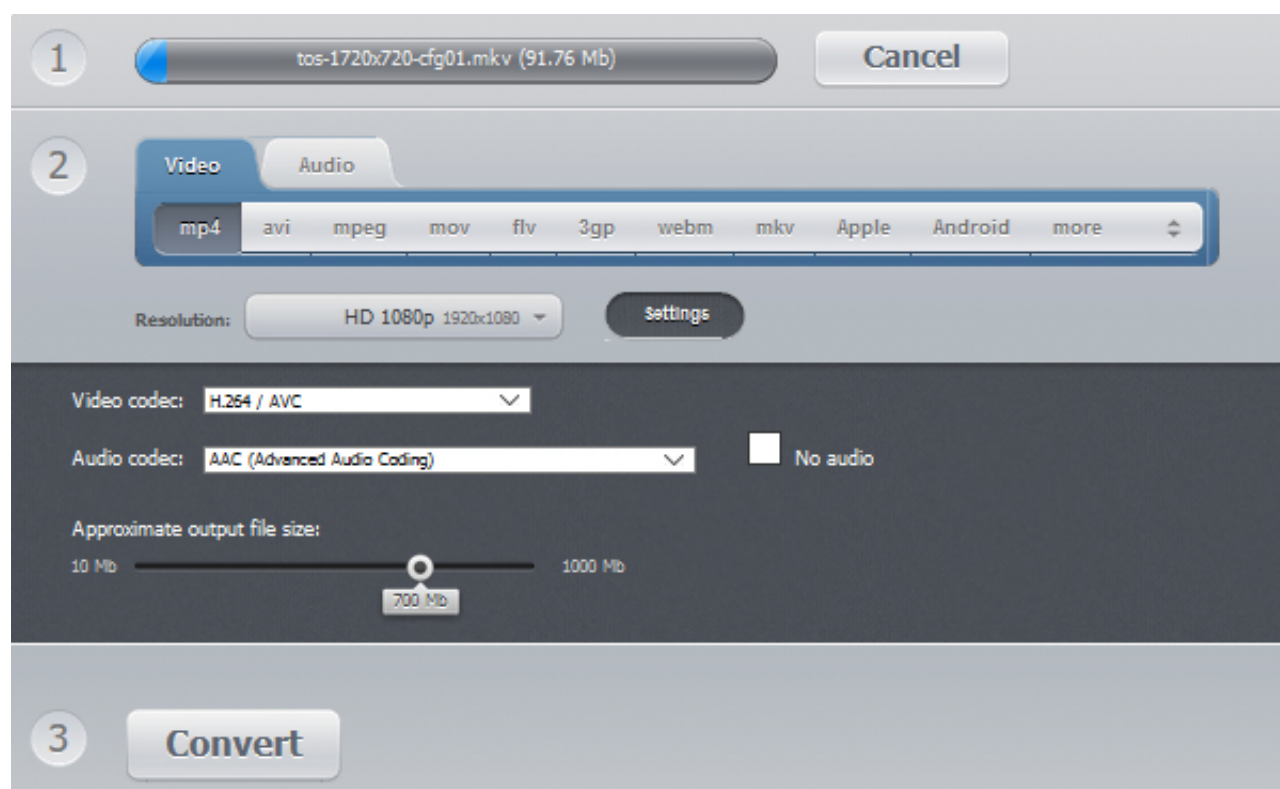 1 tos-1720x720-cfg01.mkv (91.76 Mb) Cancel
2 Video Audio
mp4 avi mpeg mov flv 3gp webm mkv Apple Android more
Resolution: HD 1080p 1920x1080 Settings
Video codec: H.264 / AVC
Audio codec: AAC (Advanced Audio Coding) No audio
Approximate output file size:
10 Mb 1000 Mb
700 Mb
3 Convert